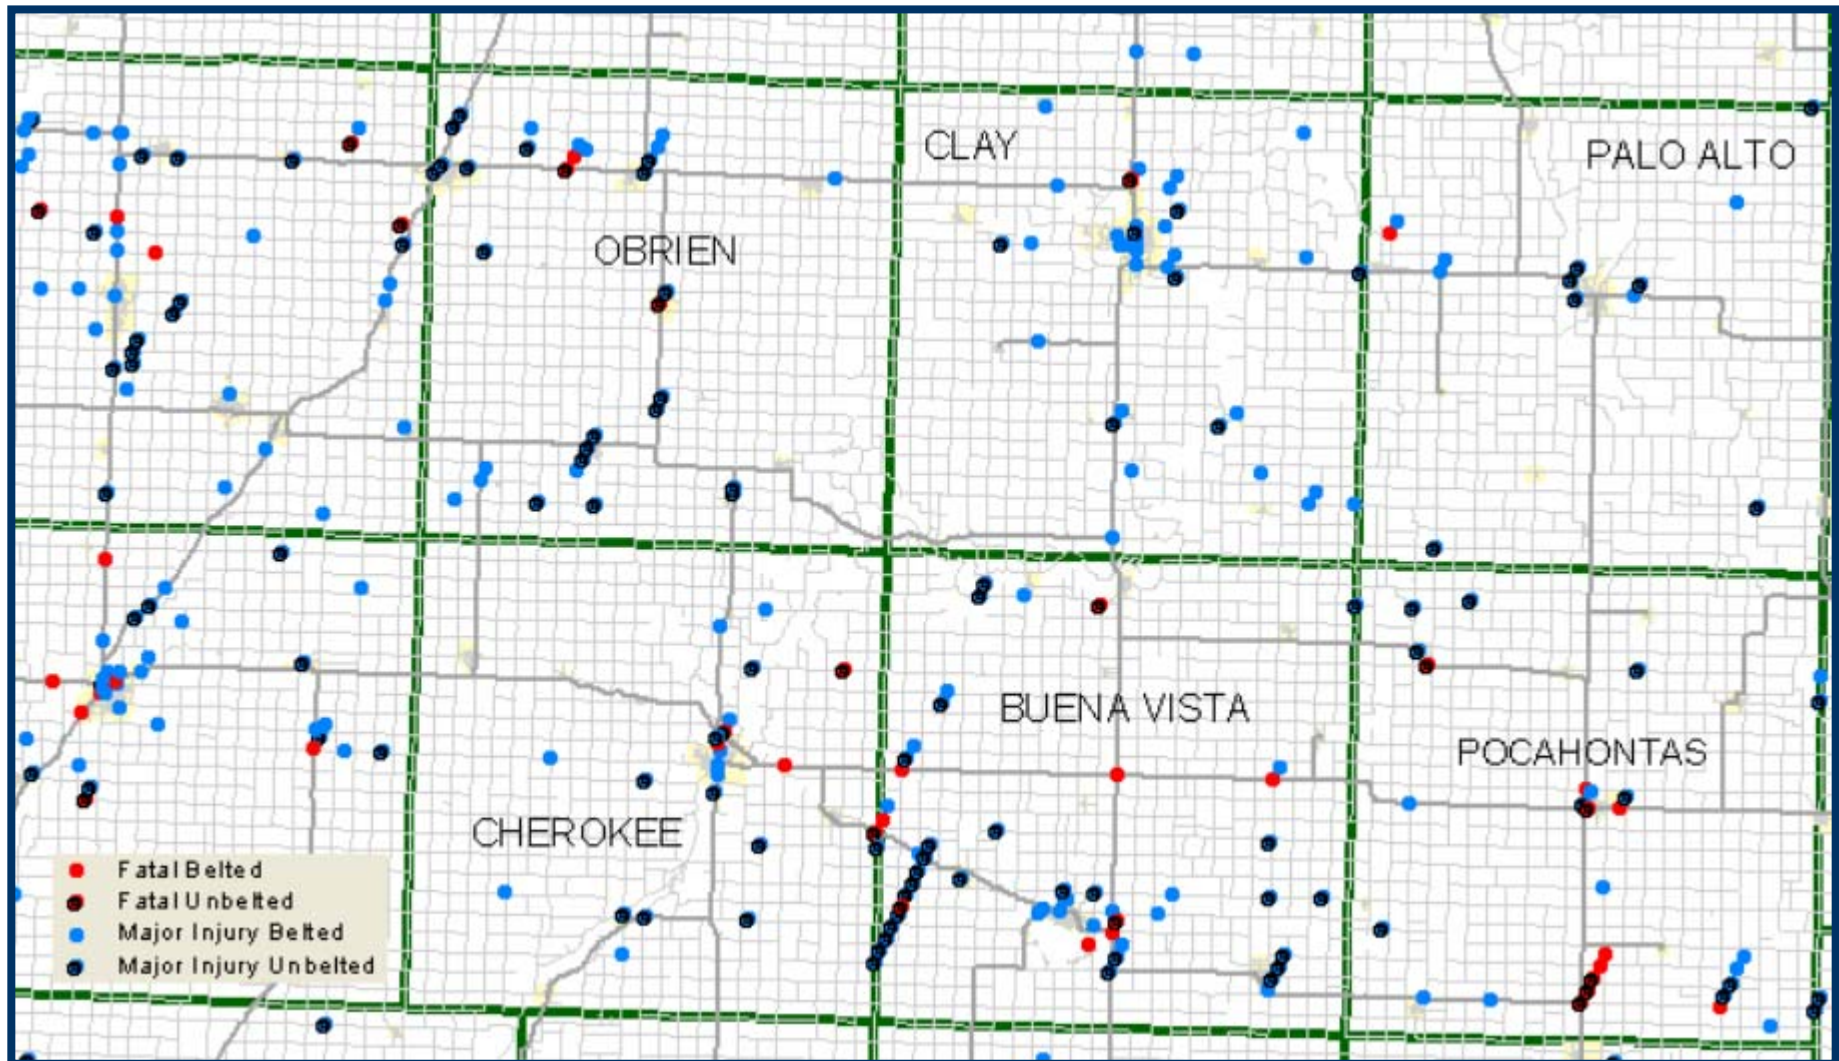 CLAY
PALO ALTO
OBRIEN
BUENA VISTA
POCAHONTAS
CHEROKEE
Fatal Belted
Fatal Unbelted
Major Injury Belted
Major Injury Unbelted